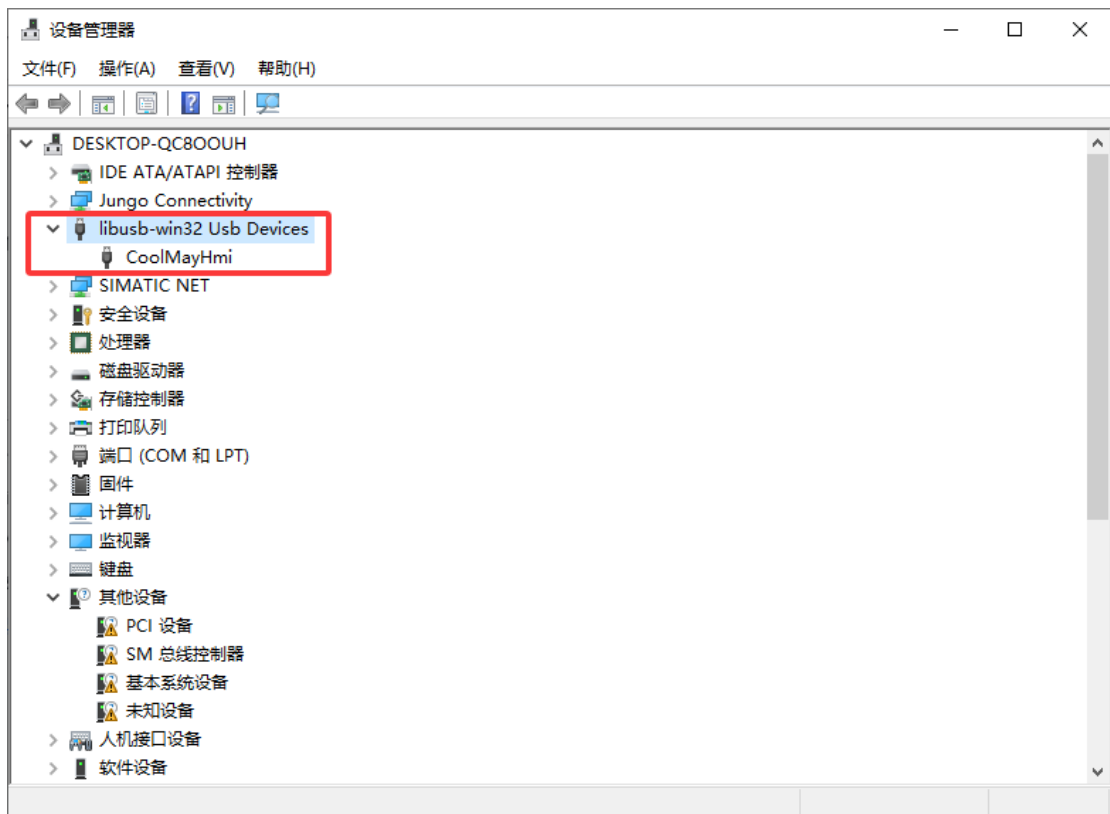 设备管理器
文件(F) 操作(A) 查看(V) 帮助(H)
DESKTOP-QC8OOUH
IDE ATA/ATAPI 控制器
Jungo Connectivity
libusb-win32 Usb Devices
CoolMayHmi
SIMATIC NET
安全设备
处理器
磁盘驱动器
存储控制器
打印队列
端口 (COM 和 LPT)
固件
计算机
监视器
键盘
其他设备
PCI 设备
SM 总线控制器
基本系统设备
未知设备
人机接口设备
软件设备